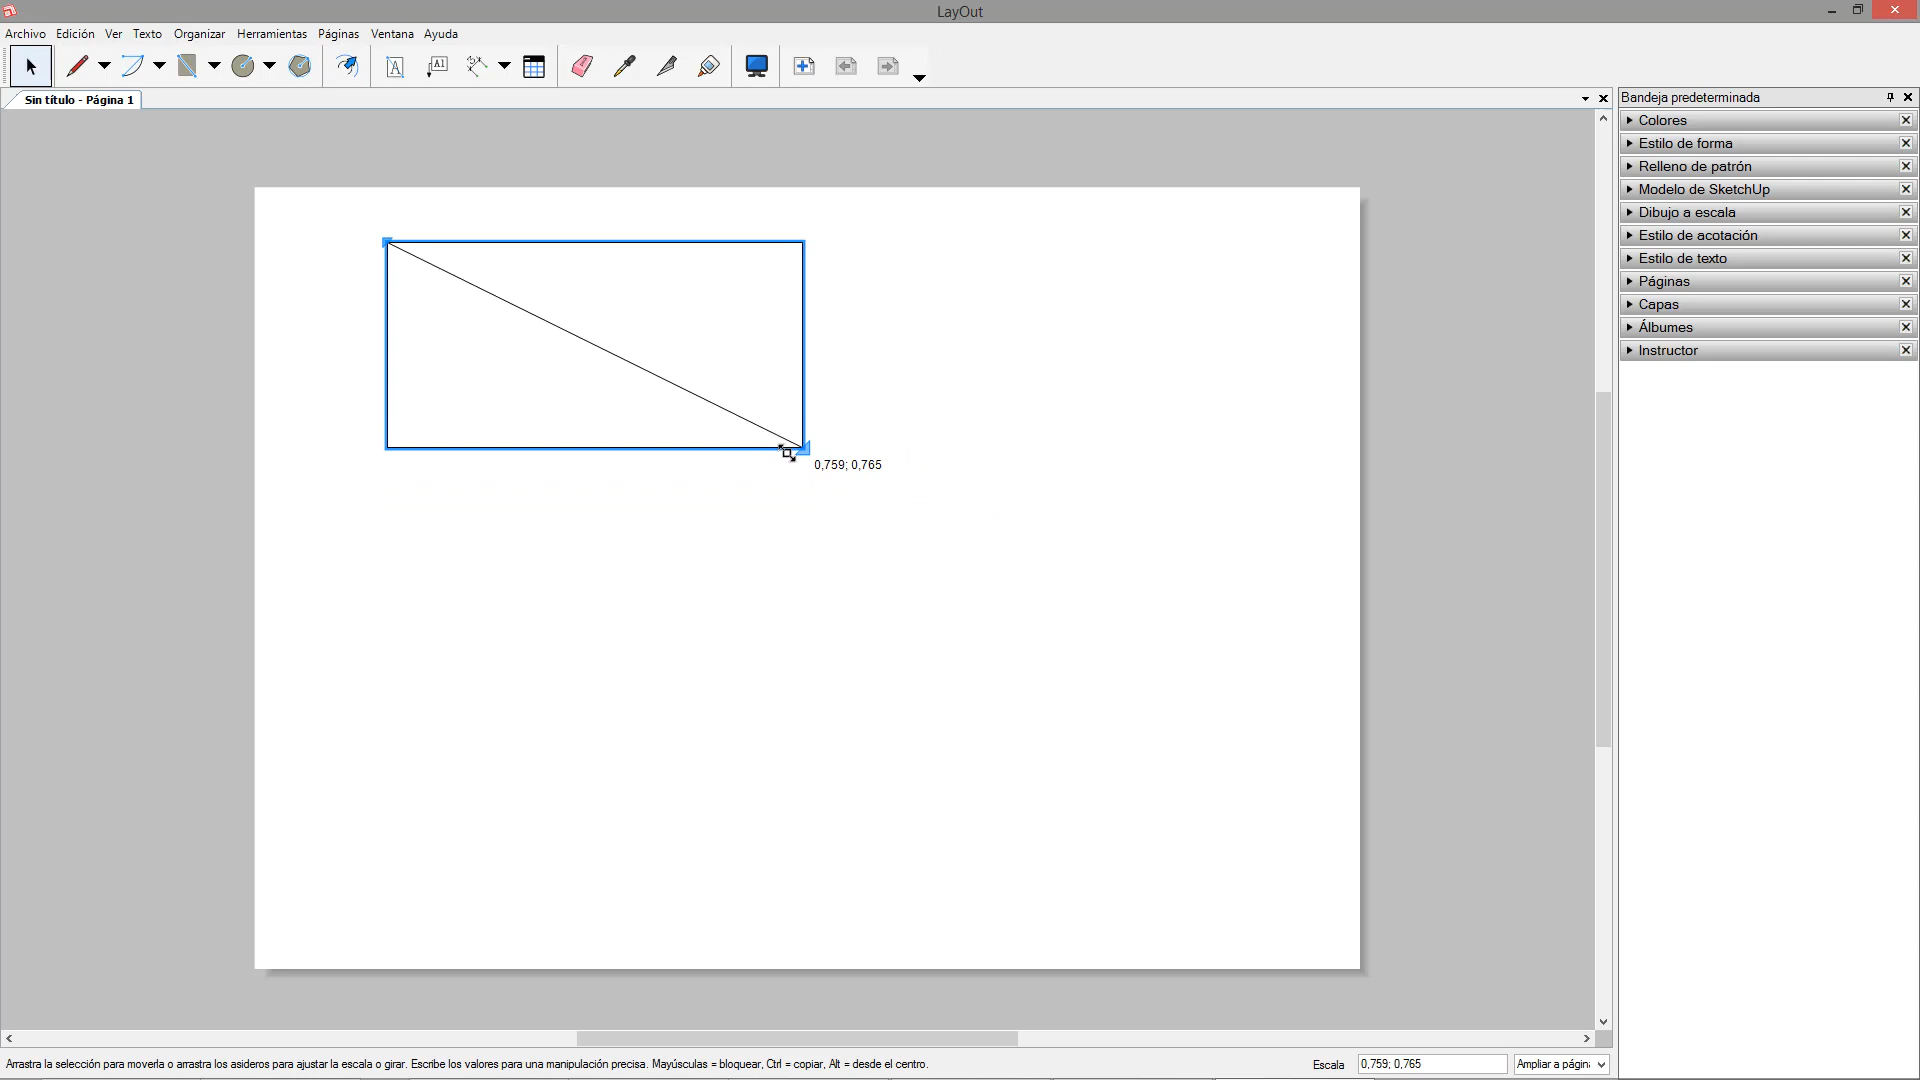 LayOut
Archivo Edición Ver Texto Organizar Herramientas Páginas Ventana Ayuda
A A1
Sin título - Página 1
Bandeja predeterminada
Colores
Estilo de forma
Relleno de patrón
Modelo de SketchUp
Dibujo a escala
Estilo de acotación
Estilo de texto
Páginas
Capas
Álbumes
Instructor
0,759; 0,765
Arrastra la selección para moverla o arrastra los asideros para ajustar la escala o girar. Escribe los valores para una manipulación precisa. Mayúsculas = bloquear, Ctrl = copiar, Alt = desde el centro.
Escala 0,759; 0,765 Ampliar a págin